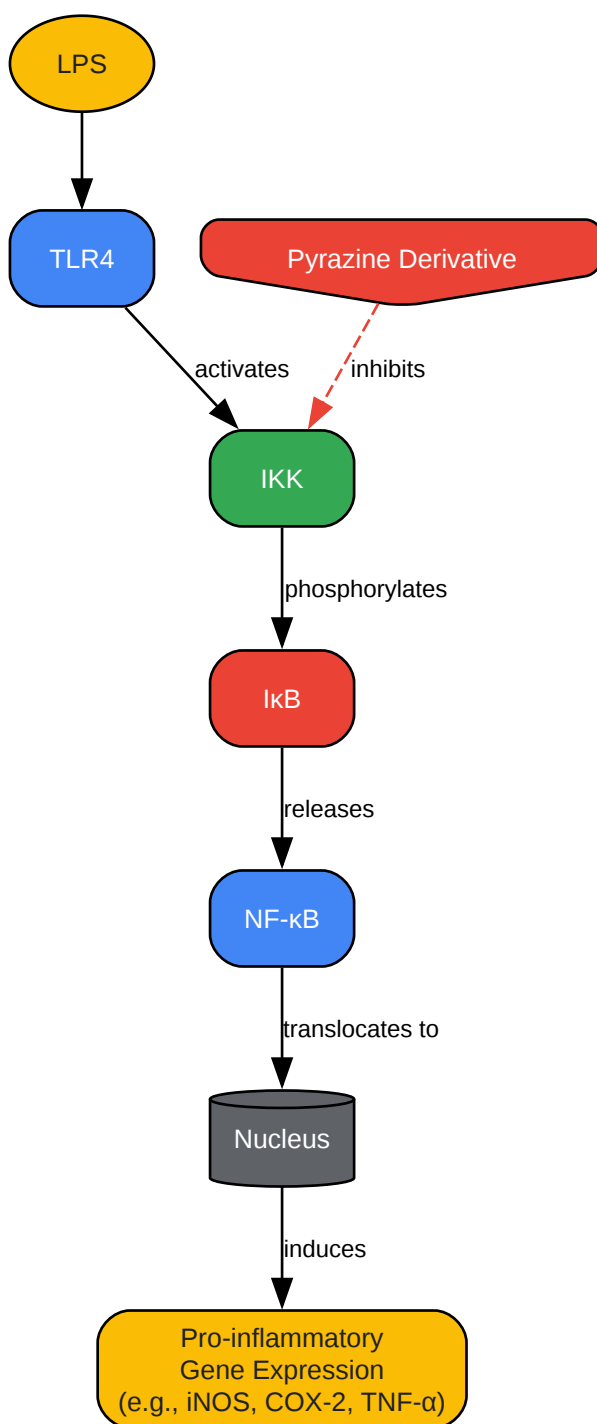 LPS
TLR4
Pyrazine Derivative
activates
inhibits
IKK
phosphorylates
IκB
releases
NF-κB
translocates to
Nucleus
induces
Pro-inflammatory
Gene Expression
(e.g., iNOS, COX-2, TNF-α)